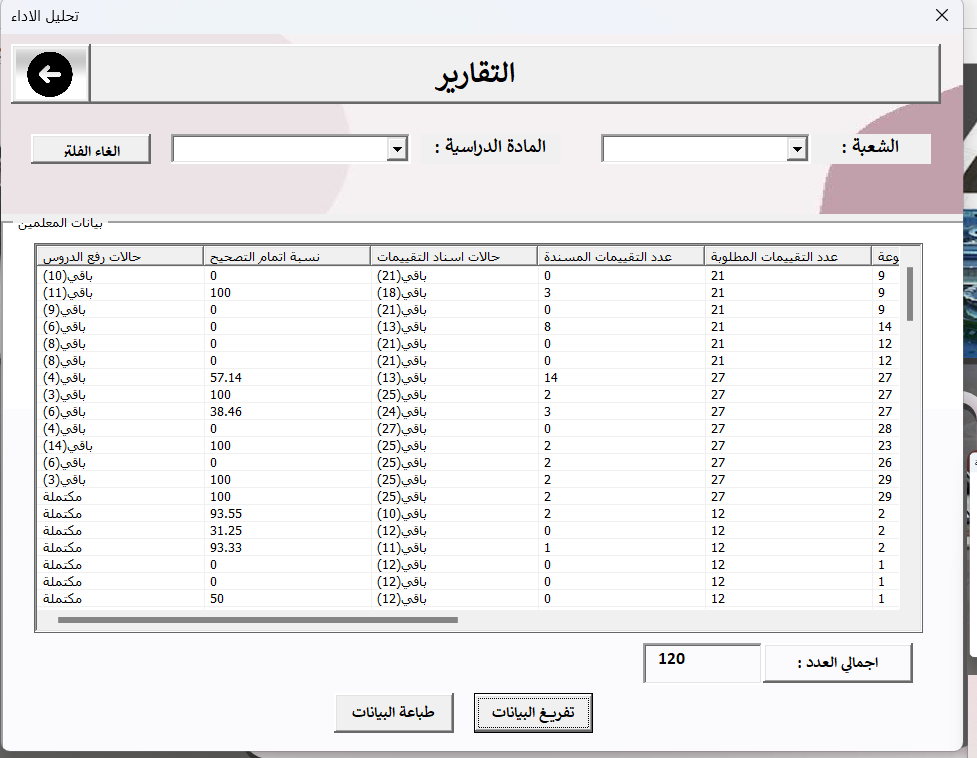 تحليل الاداء
التقارير
الشعبة :
المادة الدراسية :
الغاء الفلتر
بيانات المعلمين
وعة عدد التقييمات المطلوبة عدد التقييمات المسندة حالات اسناد التقييمات نسبة اتمام التصحيح حالات رفع الدروس
9 21 0 باقي(21) 0 باقي(10)
9 21 3 باقي(18) 100 باقي(11)
9 21 0 باقي(21) 0 باقي(9)
14 21 8 باقي(13) 0 باقي(6)
12 21 0 باقي(21) 0 باقي(8)
12 21 0 باقي(21) 0 باقي(8)
27 27 14 باقي(13) 57.14 باقي(4)
27 27 2 باقي(25) 100 باقي(3)
27 27 3 باقي(24) 38.46 باقي(6)
28 27 0 باقي(27) 0 باقي(4)
23 27 2 باقي(25) 100 باقي(14)
26 27 2 باقي(25) 0 باقي(6)
29 27 2 باقي(25) 100 باقي(3)
29 27 2 باقي(25) 100 مكتملة
2 12 2 باقي(10) 93.55 مكتملة
2 12 0 باقي(12) 31.25 مكتملة
2 12 1 باقي(11) 93.33 مكتملة
1 12 0 باقي(12) 0 مكتملة
1 12 0 باقي(12) 0 مكتملة
1 12 0 باقي(12) 50 مكتملة
اجمالي العدد : 120
تفريغ البيانات
طباعة البيانات